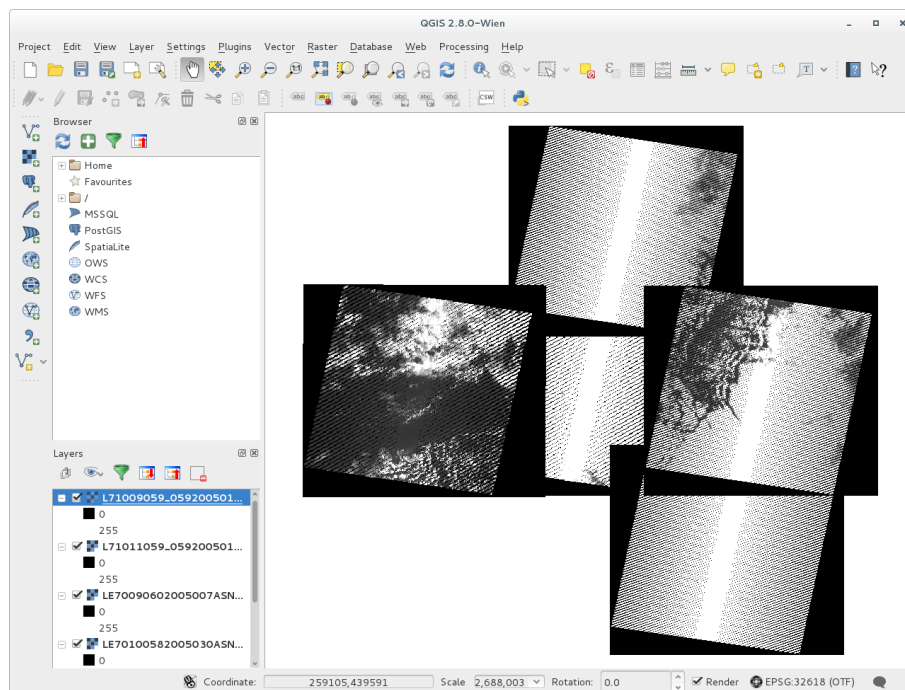 QGIS 2.8.0-Wien
Project Edit View Layer Settings Plugins Vector Raster Database Web Processing Help
Browser
Home
Favourites
/
MSSQL
PostGIS
SpatiaLite
OWS
WCS
WFS
WMS
Layers
L71009059_059200501...
0
255
L71011059_059200501...
0
255
LE70090602005007ASN...
0
255
LE70100582005030ASN...
0
Coordinate: 259105,439591 Scale 2,688,003 Rotation: 0.0 Render EPSG:32618 (OTF)